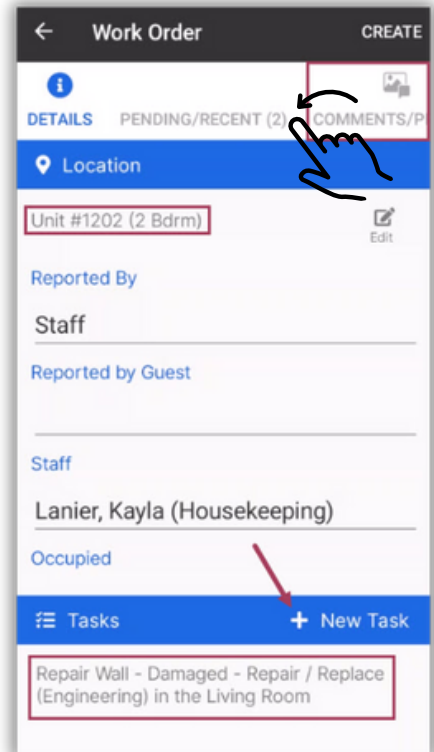 Work Order CREATE
DETAILS PENDING/RECENT (2) COMMENTS/P
Location
Unit #1202 (2 Bdrm)
Edit
Reported By
Staff
Reported by Guest
Staff
Lanier, Kayla (Housekeeping)
Occupied
Tasks + New Task
Repair Wall - Damaged - Repair / Replace
(Engineering) in the Living Room